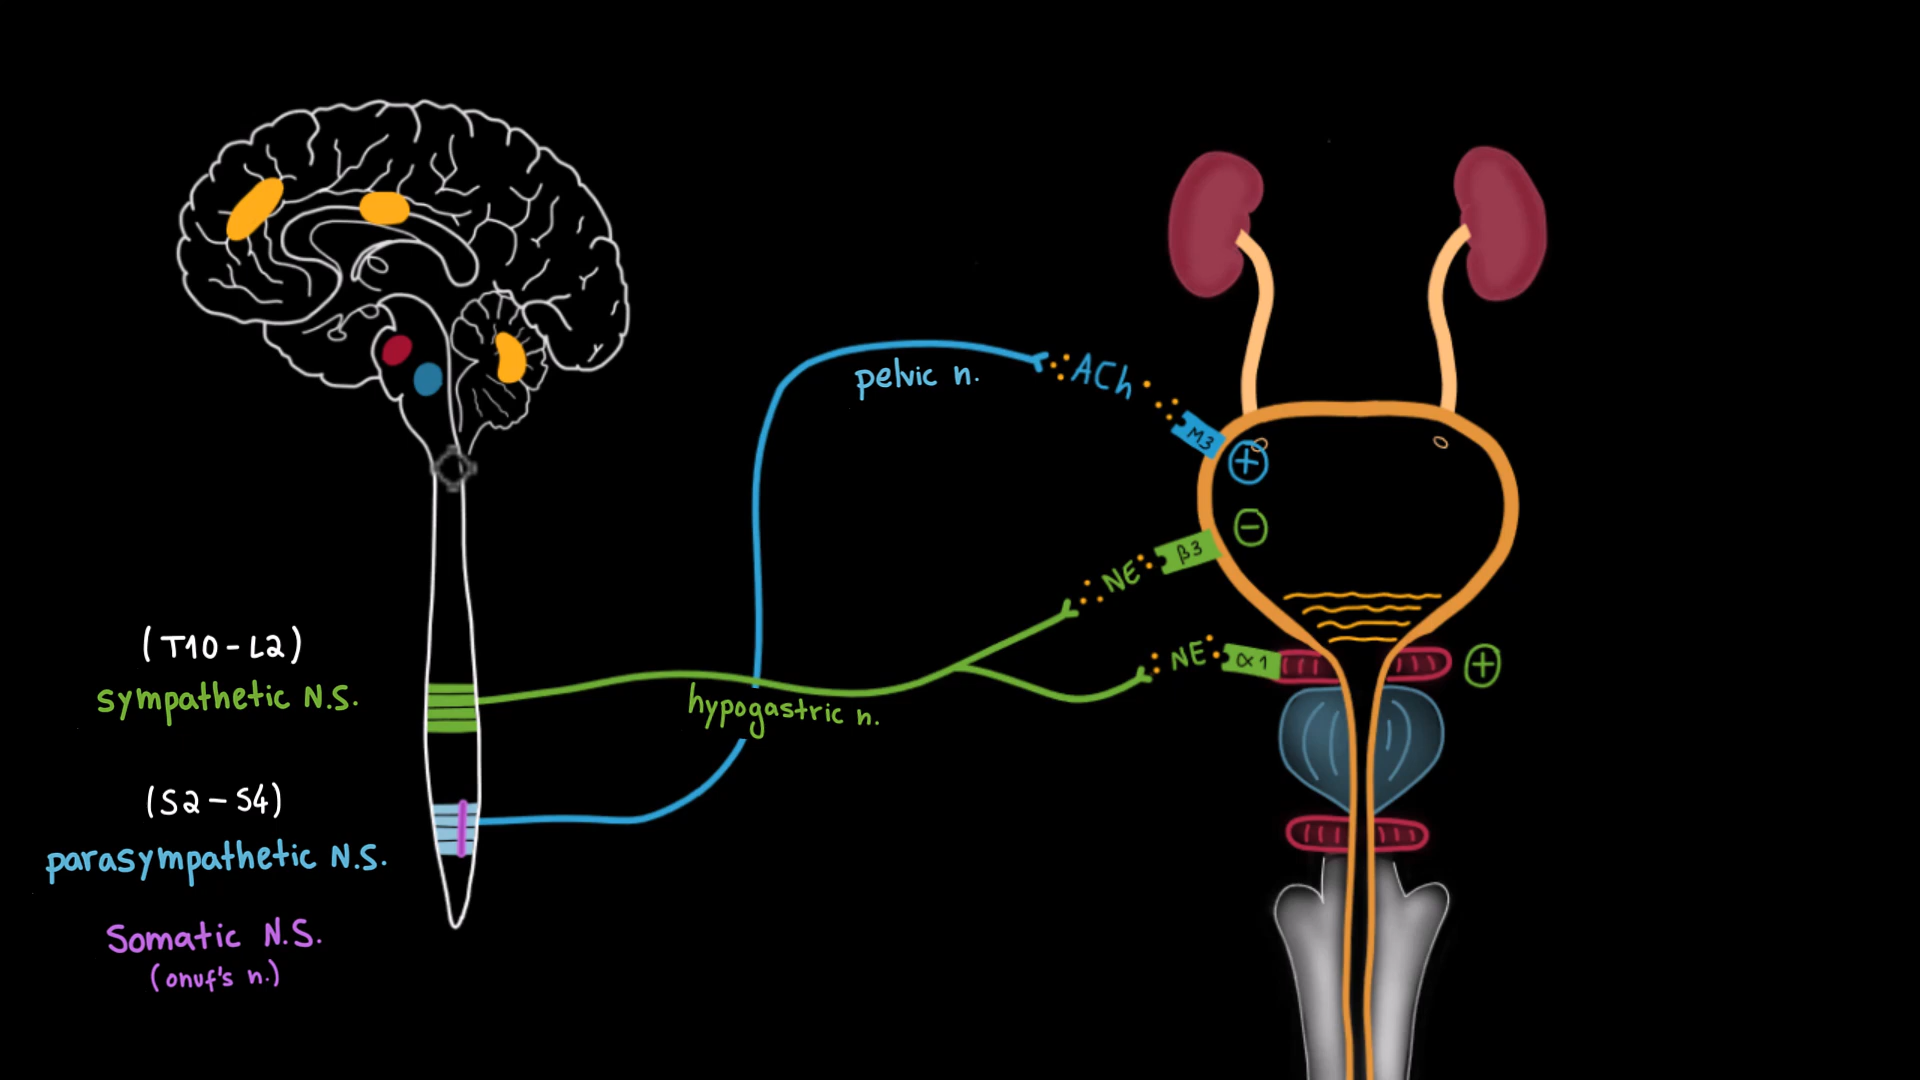 (T10-L2)
sympathetic N.S.
(S2-S4)
parasympathetic N.S.
Somatic N.S.
(onuf's n.)
pelvic n.
hypogastric n.
ACh
M3
+
−
NE
β3
NE
α1
+